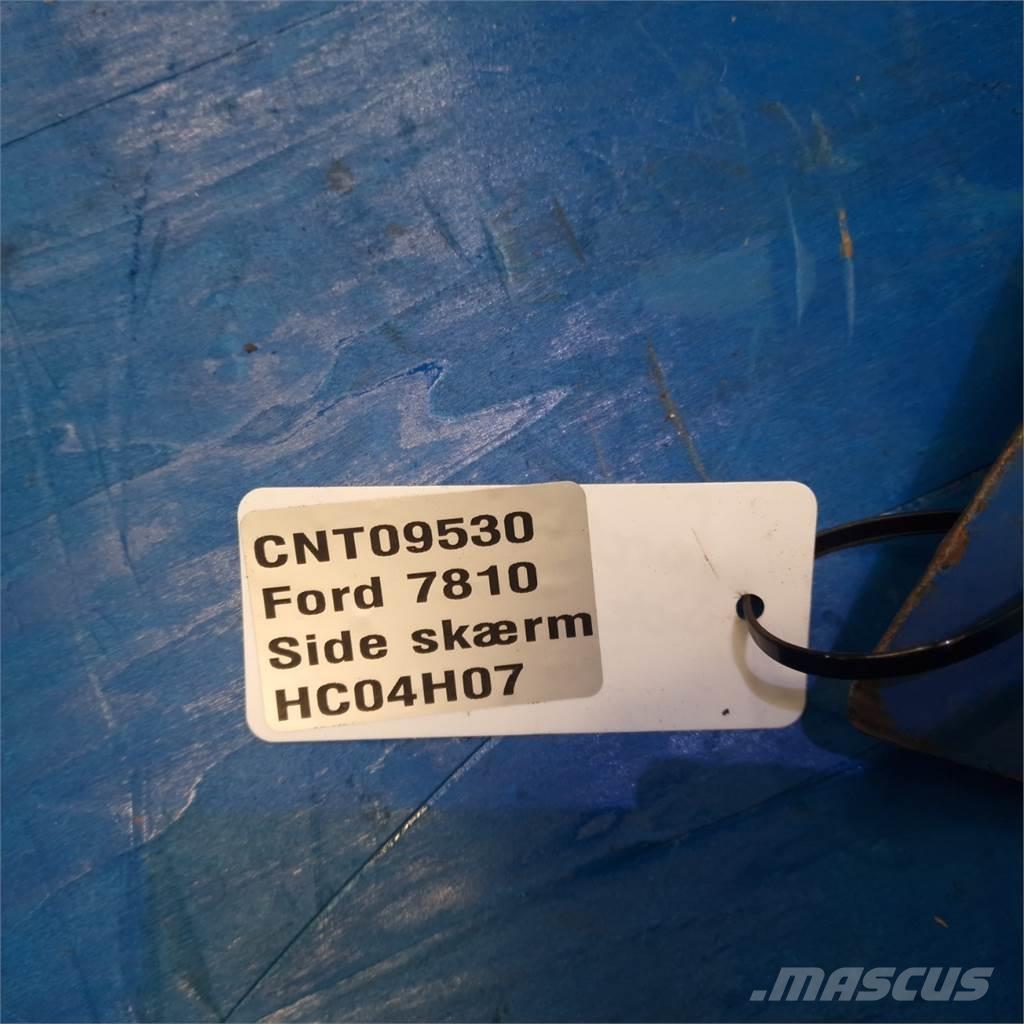 CNT09530
Ford 7810
Side skærm
HC04H07
.MASCUS